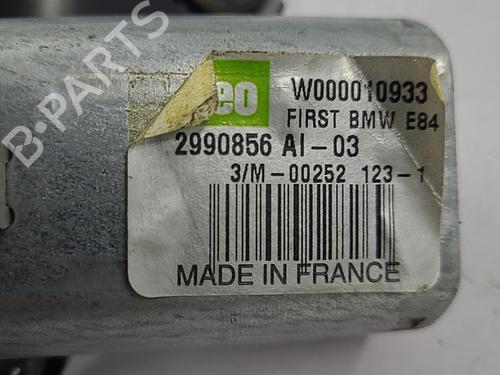 B-PARTS
eo
W000010933
FIRST BMW E84
2990856 AI-03
3/M-00252 123-1
MADE IN FRANCE